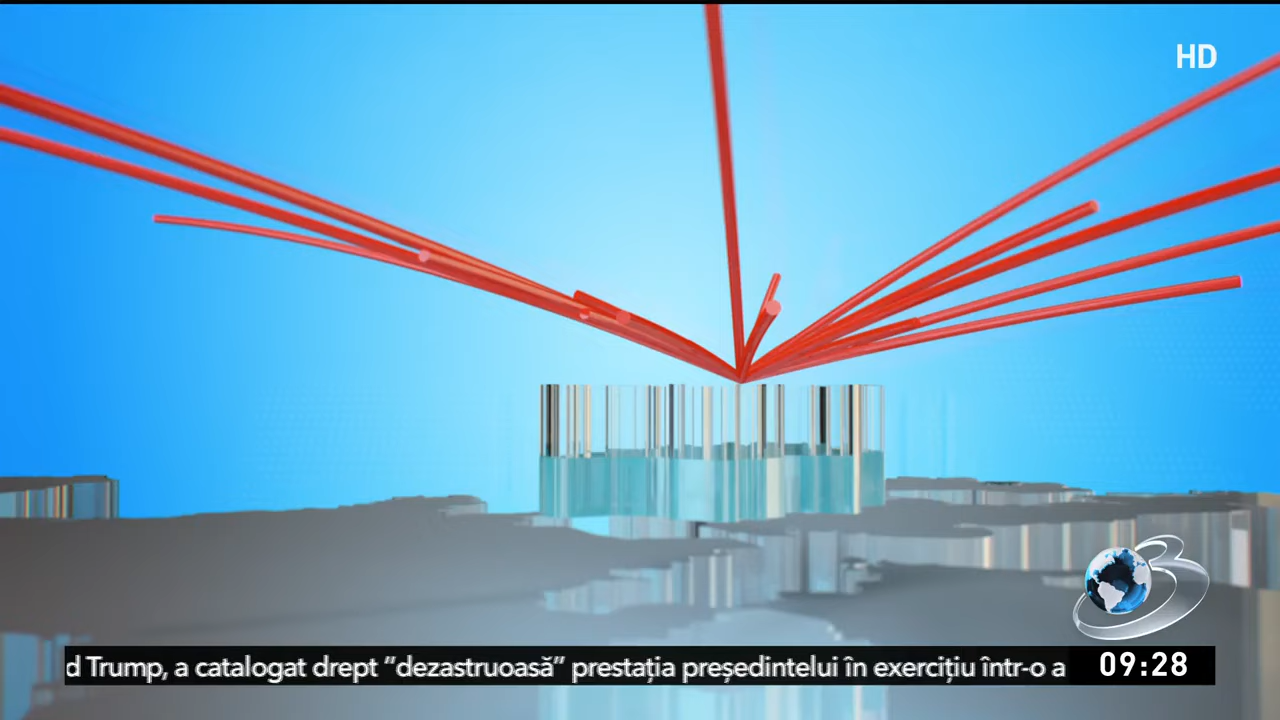 HD
d Trump, a catalogat drept ”dezastruoasă” prestația președintelui în exercițiu într-o a
09:28